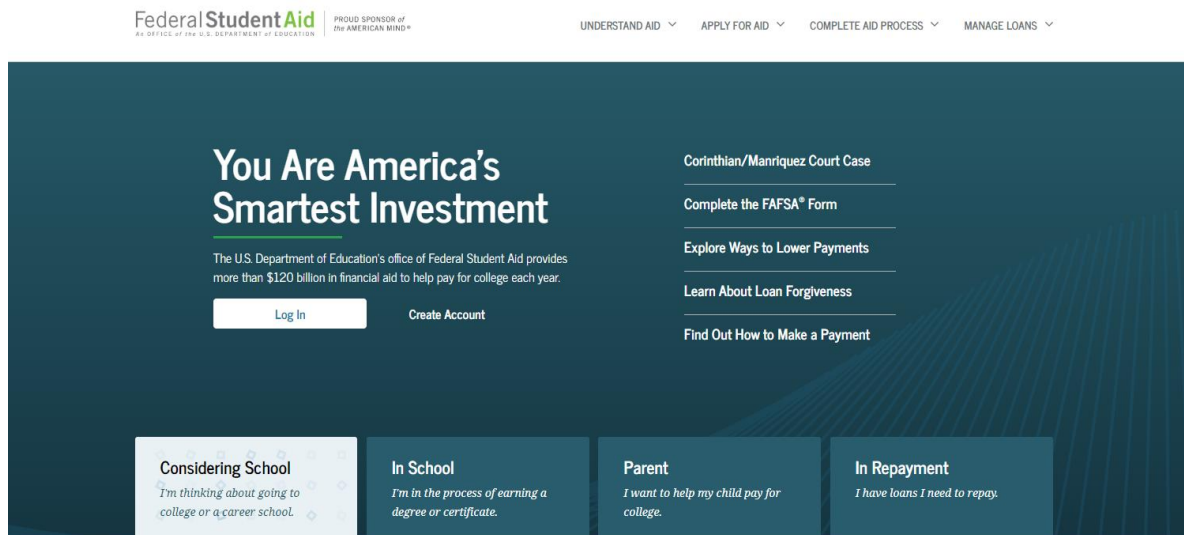 Federal Student Aid
An OFFICE of the U.S. DEPARTMENT of EDUCATION
PROUD SPONSOR of
the AMERICAN MIND®
UNDERSTAND AID
APPLY FOR AID
COMPLETE AID PROCESS
MANAGE LOANS
You Are America's
Smartest Investment
The U.S. Department of Education's office of Federal Student Aid provides
more than $120 billion in financial aid to help pay for college each year.
Log In
Create Account
Corinthian/Manriquez Court Case
Complete the FAFSA® Form
Explore Ways to Lower Payments
Learn About Loan Forgiveness
Find Out How to Make a Payment
Considering School
I'm thinking about going to
college or a career school.
In School
I'm in the process of earning a
degree or certificate.
Parent
I want to help my child pay for
college.
In Repayment
I have loans I need to repay.